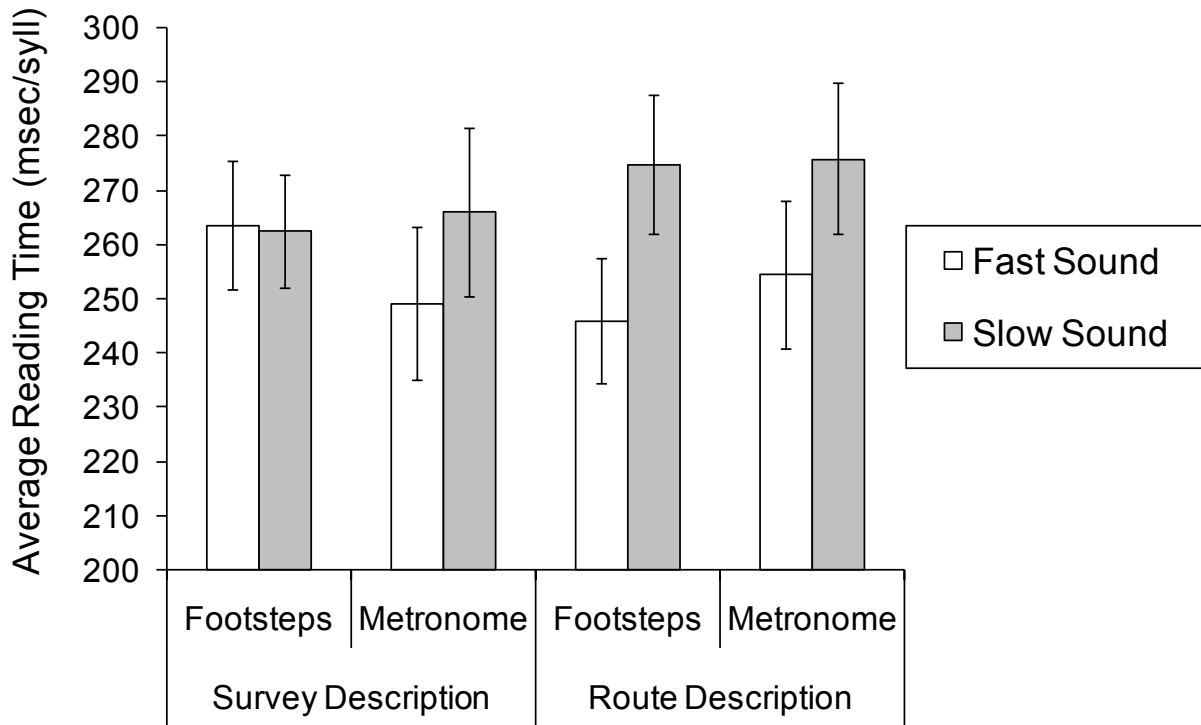 Average Reading Time (msec/syll)
300
290
280
270
260
250
240
230
220
210
200
Footsteps Metronome Footsteps Metronome
Survey Description Route Description
Fast Sound
Slow Sound